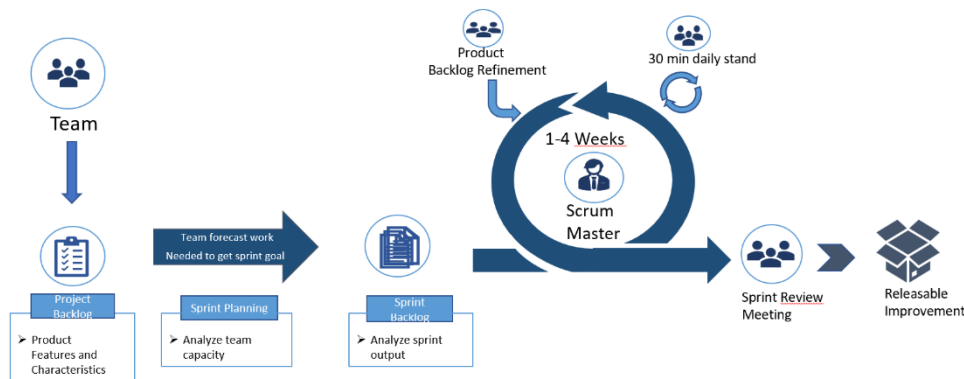 Team
Product
Backlog Refinement
30 min daily stand
1-4 Weeks
Scrum
Master
Team forecast work
Needed to get sprint goal
Project
Backlog
➢ Product
Features and
Characteristics
Sprint Planning
➢ Analyze team
capacity
Sprint
Backlog
➢ Analyze sprint
output
Sprint Review
Meeting
Releasable
Improvement